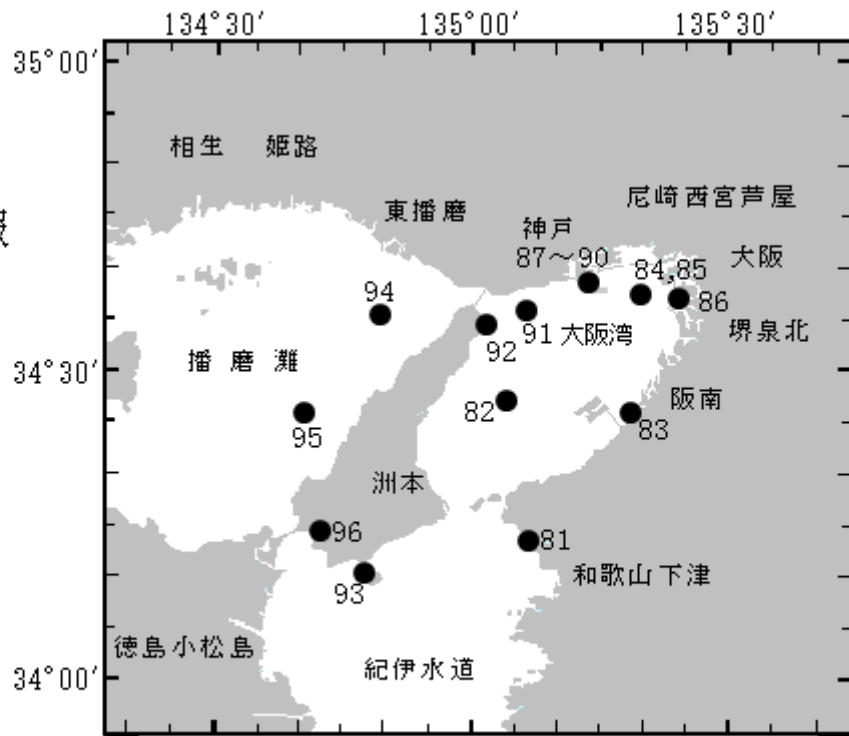 134°30′ 135°00′ 135°30′
35°00′
相生 姫路
尼崎西宮芦屋
東播磨
神戸
87～90
84,85
大阪
86
94
堺泉北
91
大阪湾
92
播磨灘
34°30′
82
阪南
83
95
洲本
96
81
和歌山下津
93
徳島小松島
紀伊水道
34°00′